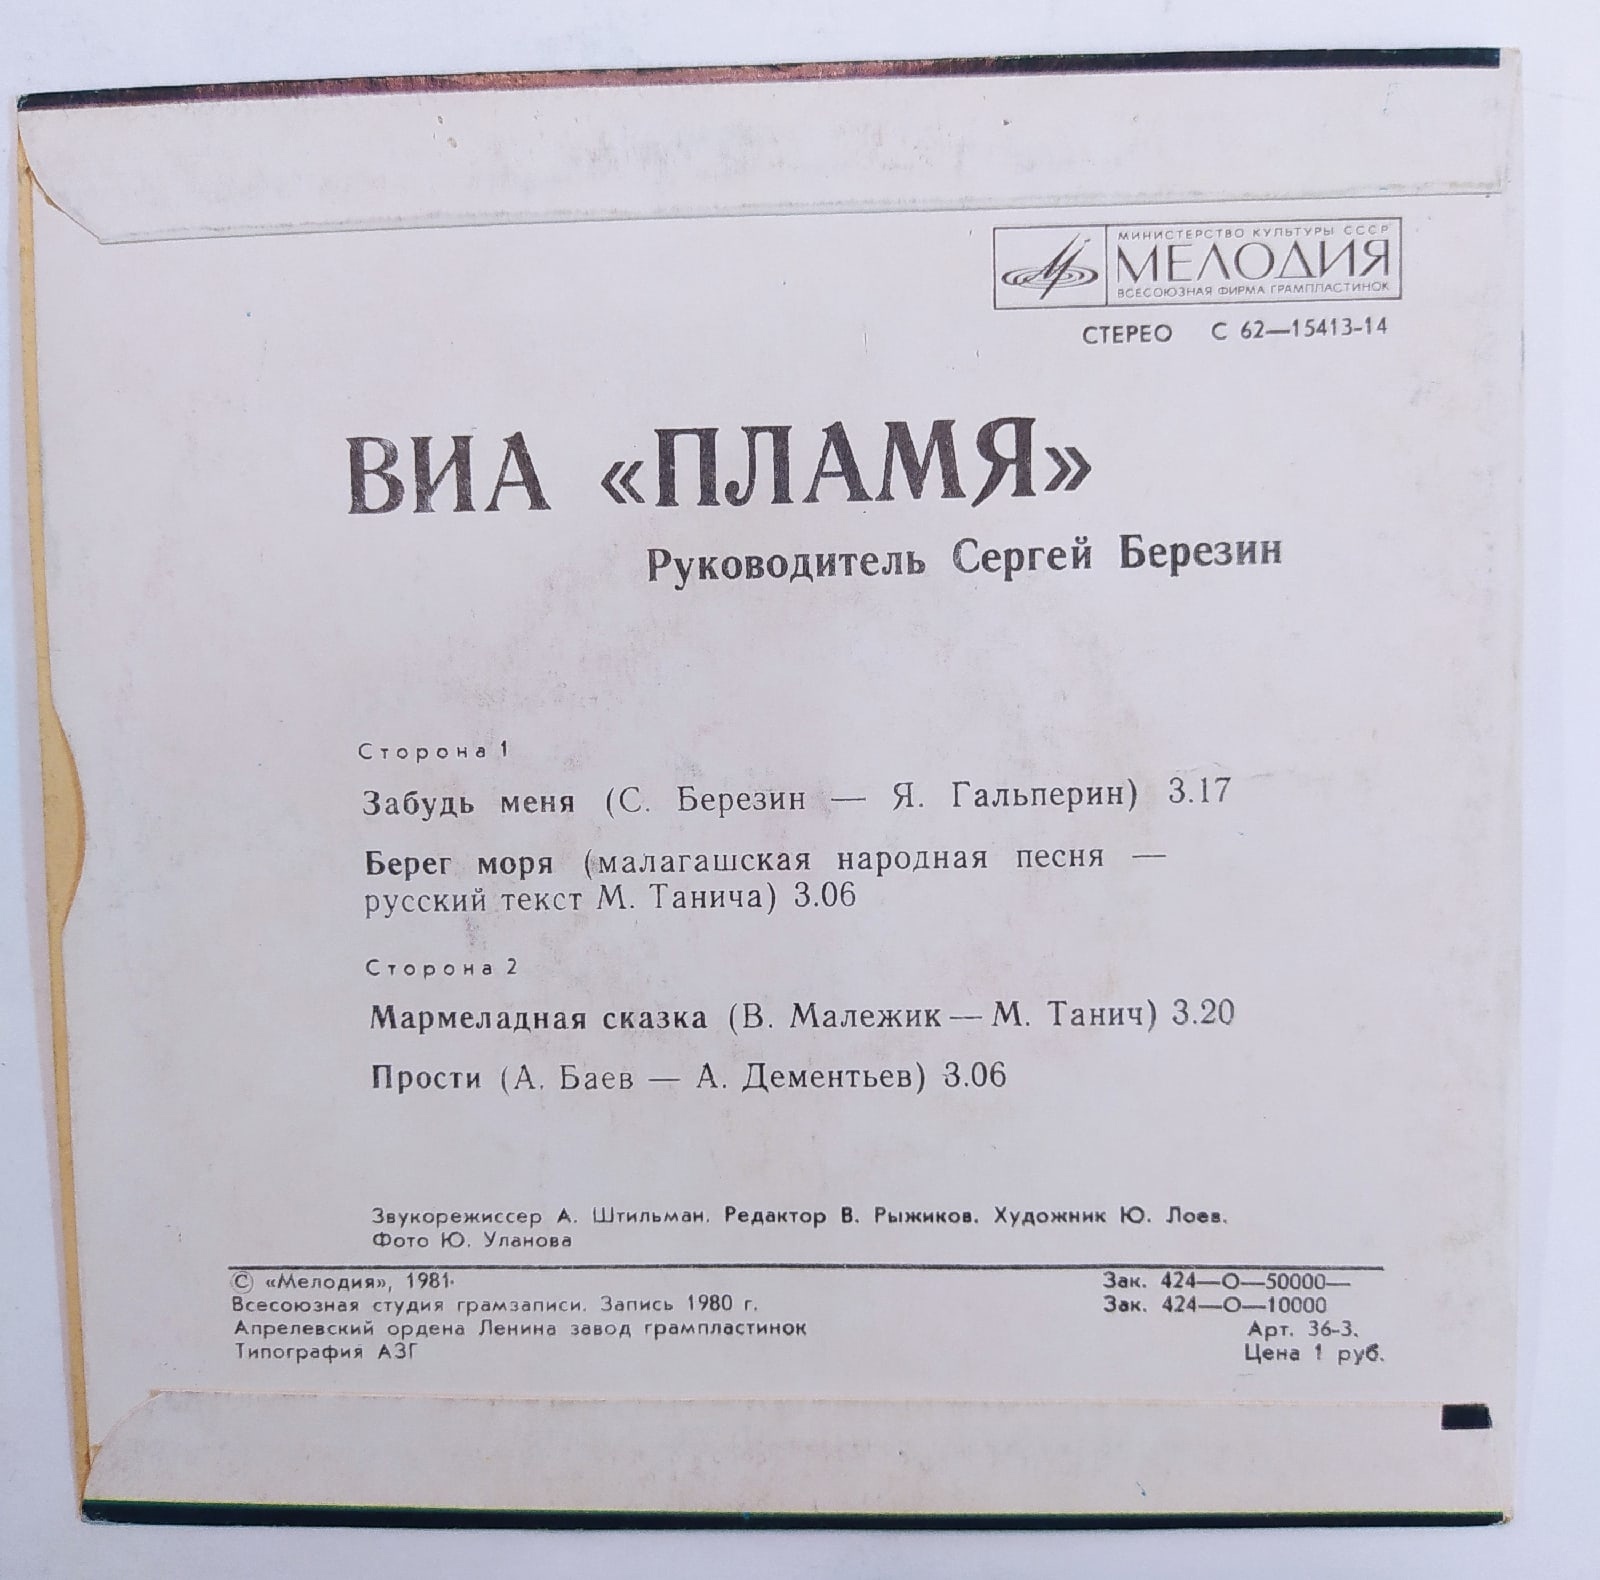 МИНИСТЕРСТВО КУЛЬТУРЫ СССР
МЕЛОДИЯ
ВСЕСОЮЗНАЯ ФИРМА ГРАМПЛАСТИНОК
СТЕРЕО С 62—15413-14
ВИА «ПЛАМЯ»
Руководитель Сергей Березин
Сторона 1
Забудь меня (С. Березин — Я. Гальперин) 3.17
Берег моря (малагашская народная песня —
русский текст М. Танича) 3.06
Сторона 2
Мармеладная сказка (В. Малежик — М. Танич) 3.20
Прости (А. Баев — А. Дементьев) 3.06
Звукорежиссер А. Штильман. Редактор В. Рыжиков. Художник Ю. Лоев.
Фото Ю. Уланова
© «Мелодия», 1981.
Всесоюзная студия грамзаписи. Запись 1980 г.
Апрелевский ордена Ленина завод грампластинок
Типография АЗГ
Зак. 424—О—50000—
Зак. 424—О—10000
Арт. 36-3.
Цена 1 руб.